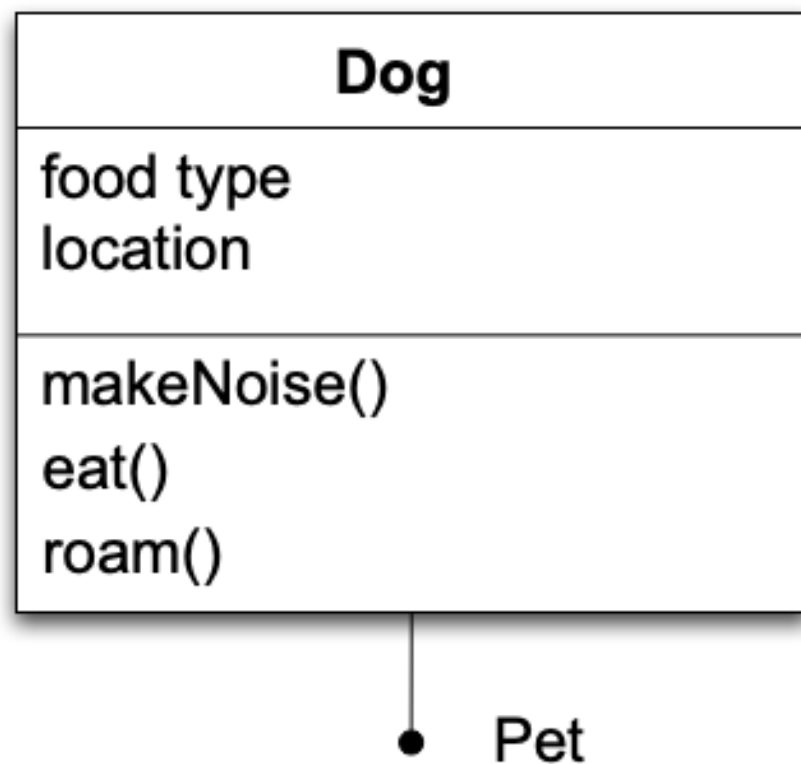 Dog
food type
location
makeNoise()
eat()
roam()
Pet